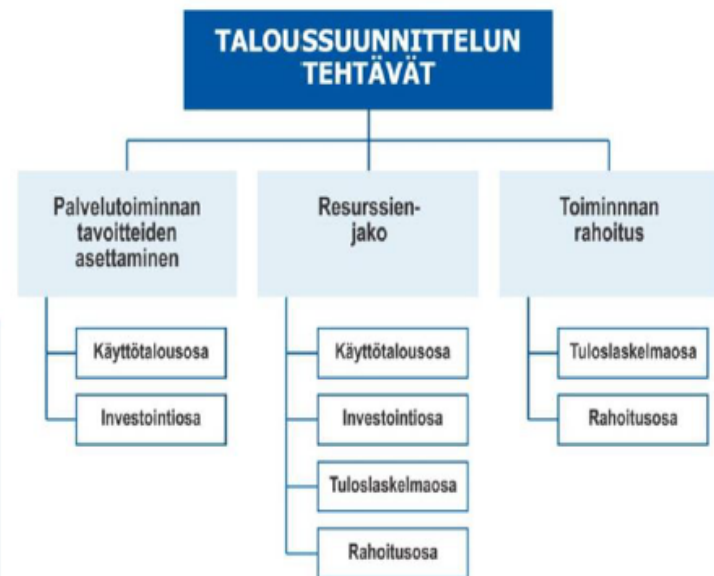 TALOUSSUUNNITTELUN
TEHTÄVÄT
Palvelutoiminnan
tavoitteiden
asettaminen
Käyttötalousosa
Investointiosa
Resurssien-
jako
Käyttötalousosa
Investointiosa
Tuloslaskelmaosa
Rahoitusosa
Toiminnnan
rahoitus
Tuloslaskelmaosa
Rahoitusosa